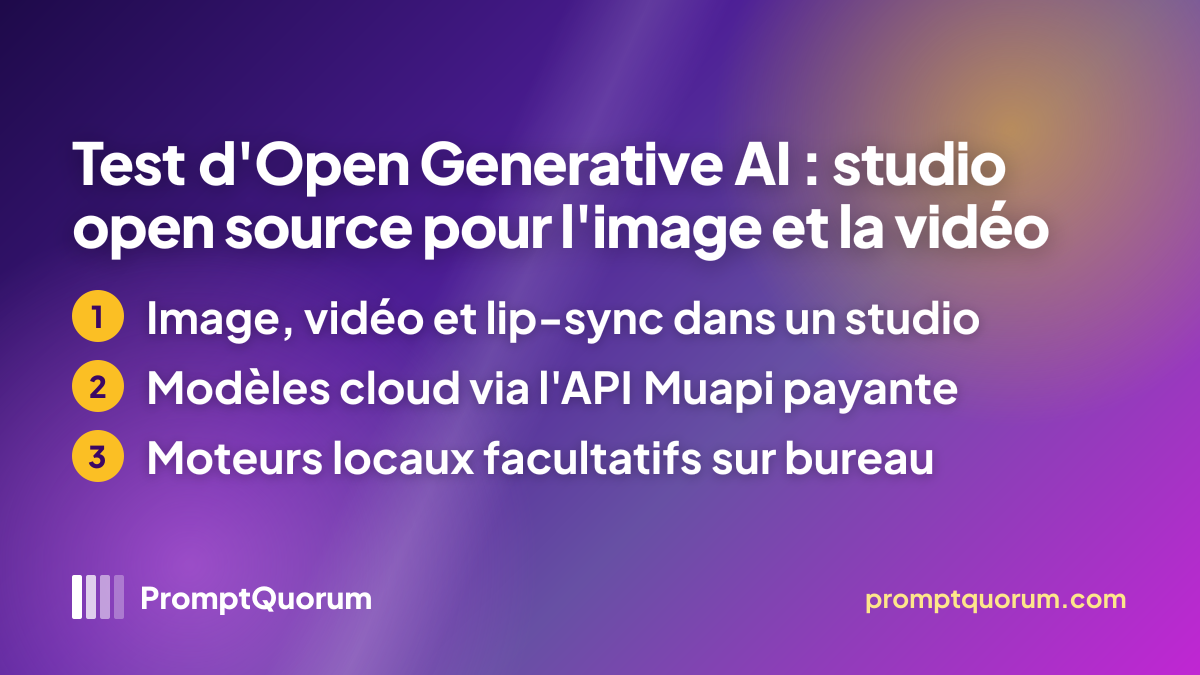 Test d'Open Generative AI : studio
open source pour l'image et la vidéo
1 Image, vidéo et lip-sync dans un studio
2 Modèles cloud via l'API Muapi payante
3 Moteurs locaux facultatifs sur bureau
PromptQuorum
promptquorum.com